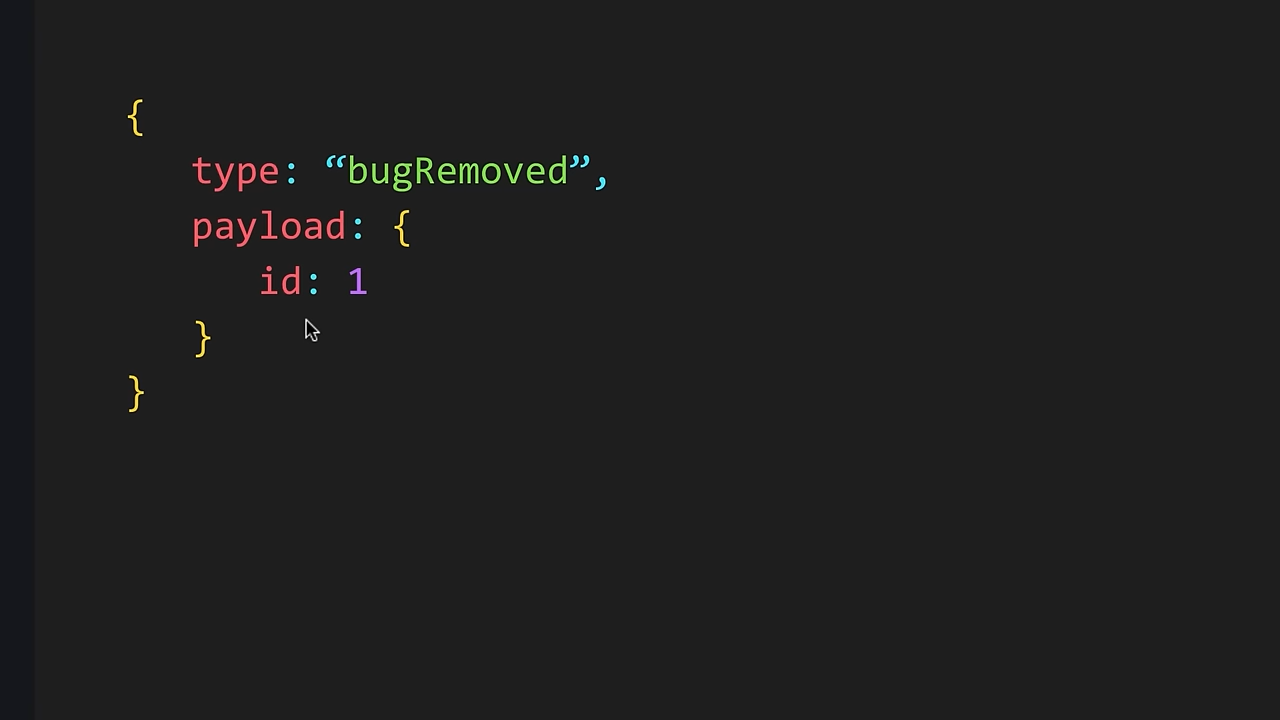 {
type: “bugRemoved”,
payload: {
id: 1
}
}